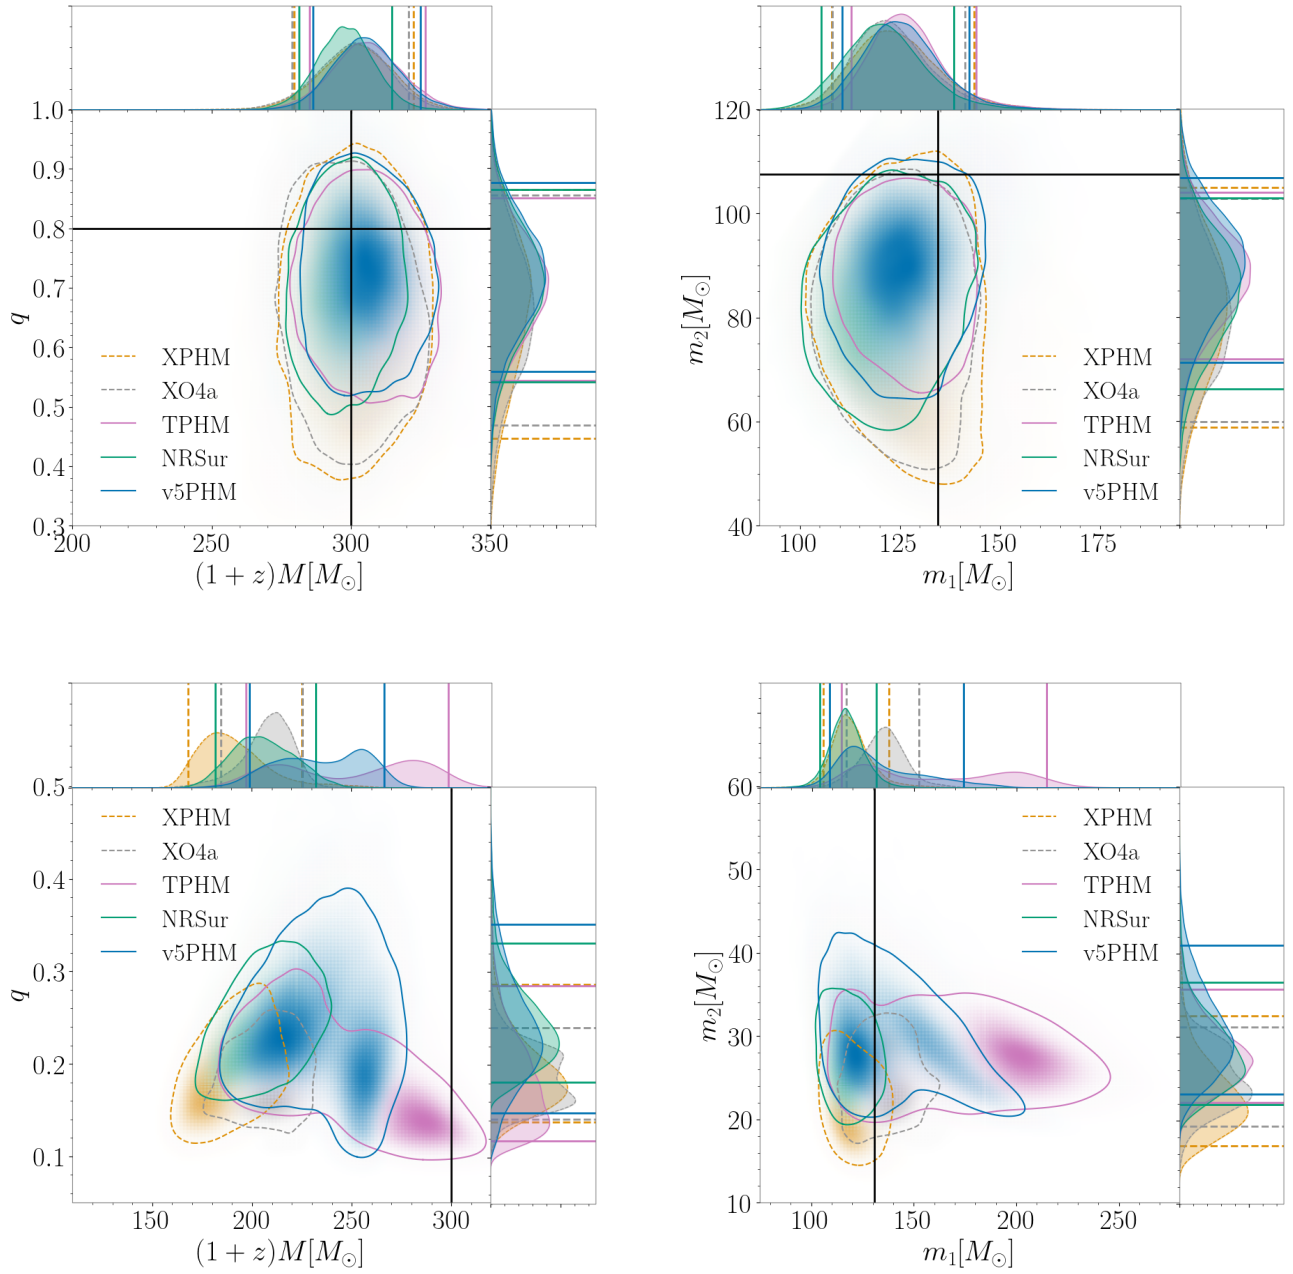 1.0
0.9
0.8
0.7
0.6
0.5
0.4
0.3
q
XPHM
XO4a
TPHM
NRSur
v5PHM
200 250 300 350
(1 + z)M[M⊙]
120
100
80
60
40
m₂[M⊙]
XPHM
XO4a
TPHM
NRSur
v5PHM
100 125 150 175
m₁[M⊙]
0.5
0.4
0.3
0.2
0.1
q
XPHM
XO4a
TPHM
NRSur
v5PHM
150 200 250 300
(1 + z)M[M⊙]
60
50
40
30
20
10
m₂[M⊙]
XPHM
XO4a
TPHM
NRSur
v5PHM
100 150 200 250
m₁[M⊙]